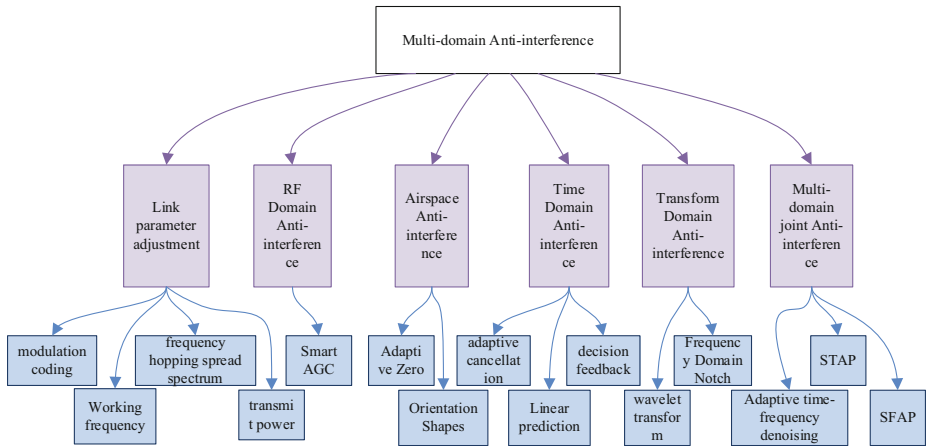 Multi-domain Anti-interference
Link
parameter
adjustment
RF
Domain
Anti-
interferen
ce
Airspace
Anti-
interfere
nce
Time
Domain
Anti-
interferen
ce
Transform
Domain
Anti-
interference
Multi-
domain
joint Anti-
interferen
ce
modulation
coding
frequency
hopping spread
spectrum
Smart
AGC
Adapti
ve Zero
adaptive
cancellat
ion
decision
feedback
Frequenc
y Domain
Notch
STAP
Working
frequency
transmi
t power
Orientation
Shapes
Linear
prediction
wavelet
transfor
m
Adaptive time-
frequency
denoising
SFAP